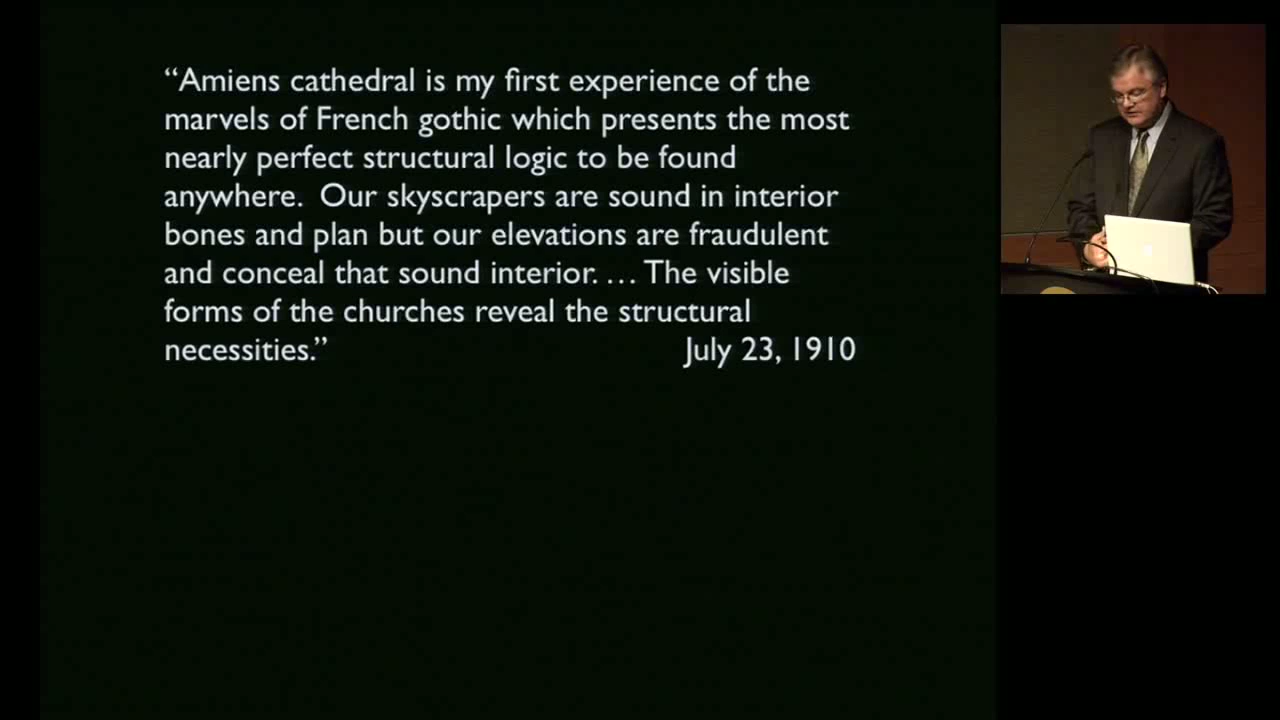 “Amiens cathedral is my first experience of the
marvels of French gothic which presents the most
nearly perfect structural logic to be found
anywhere.  Our skyscrapers are sound in interior
bones and plan but our elevations are fraudulent
and conceal that sound interior. … The visible
forms of the churches reveal the structural
necessities.” July 23, 1910